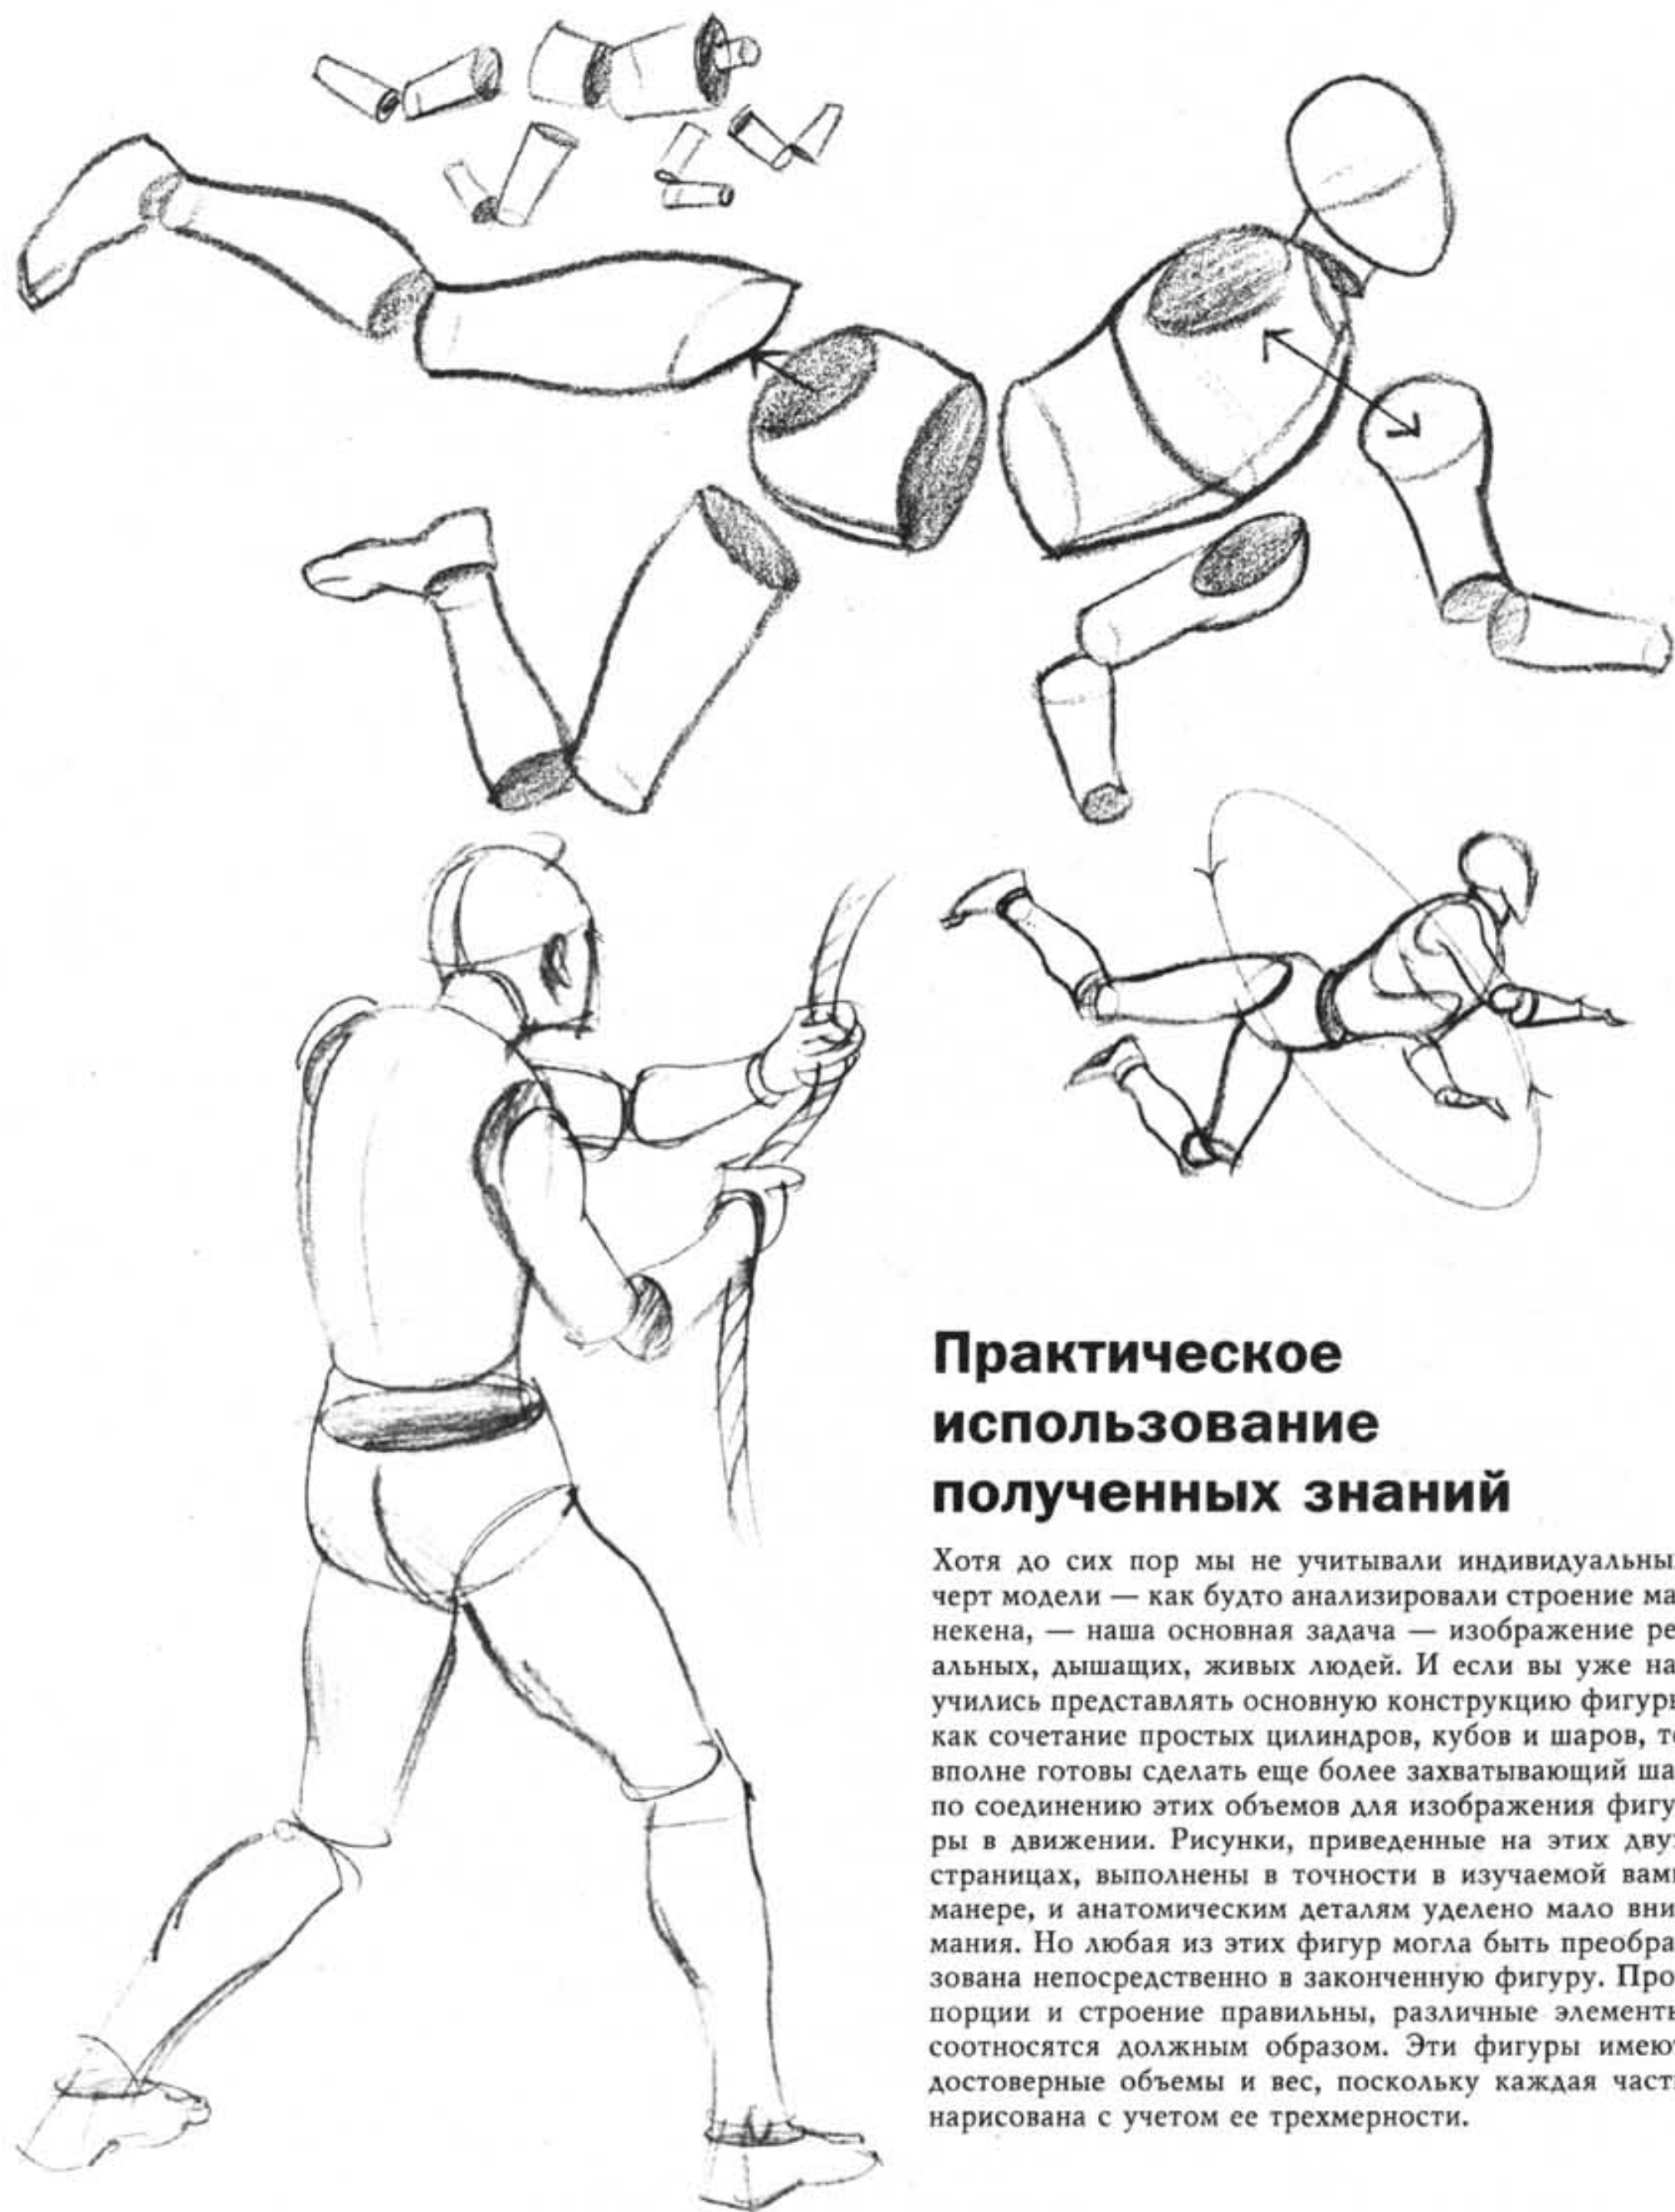 Практическое
использование
полученных знаний
Хотя до сих пор мы не учитывали индивидуальны
черт модели — как будто анализировали строение ма
некена, — наша основная задача — изображение ре
альных, дышащих, живых людей. И если вы уже на
учились представлять основную конструкцию фигуры
как сочетание простых цилиндров, кубов и шаров, то
вполне готовы сделать еще более захватывающий ша
по соединению этих объемов для изображения фигу
ры в движении. Рисунки, приведенные на этих дву
страницах, выполнены в точности в изучаемой вами
манере, и анатомическим деталям уделено мало вни
мания. Но любая из этих фигур могла быть преобра
зована непосредственно в законченную фигуру. Про
порции и строение правильны, различные элементы
соотносятся должным образом. Эти фигуры имеют
достоверные объемы и вес, поскольку каждая часть
нарисована с учетом ее трехмерности.